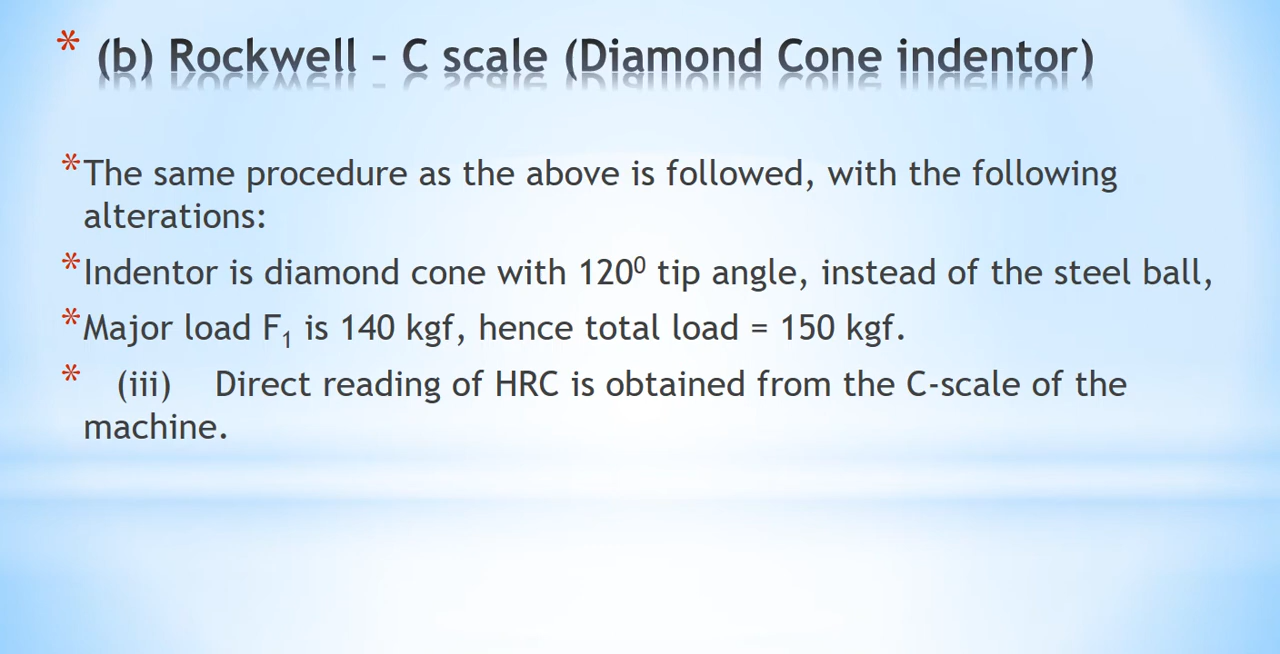 * (b) Rockwell – C scale (Diamond Cone indentor)
*The same procedure as the above is followed, with the following
alterations:
*Indentor is diamond cone with 120⁰ tip angle, instead of the steel ball,
*Major load F₁ is 140 kgf, hence total load = 150 kgf.
* (iii) Direct reading of HRC is obtained from the C-scale of the
machine.